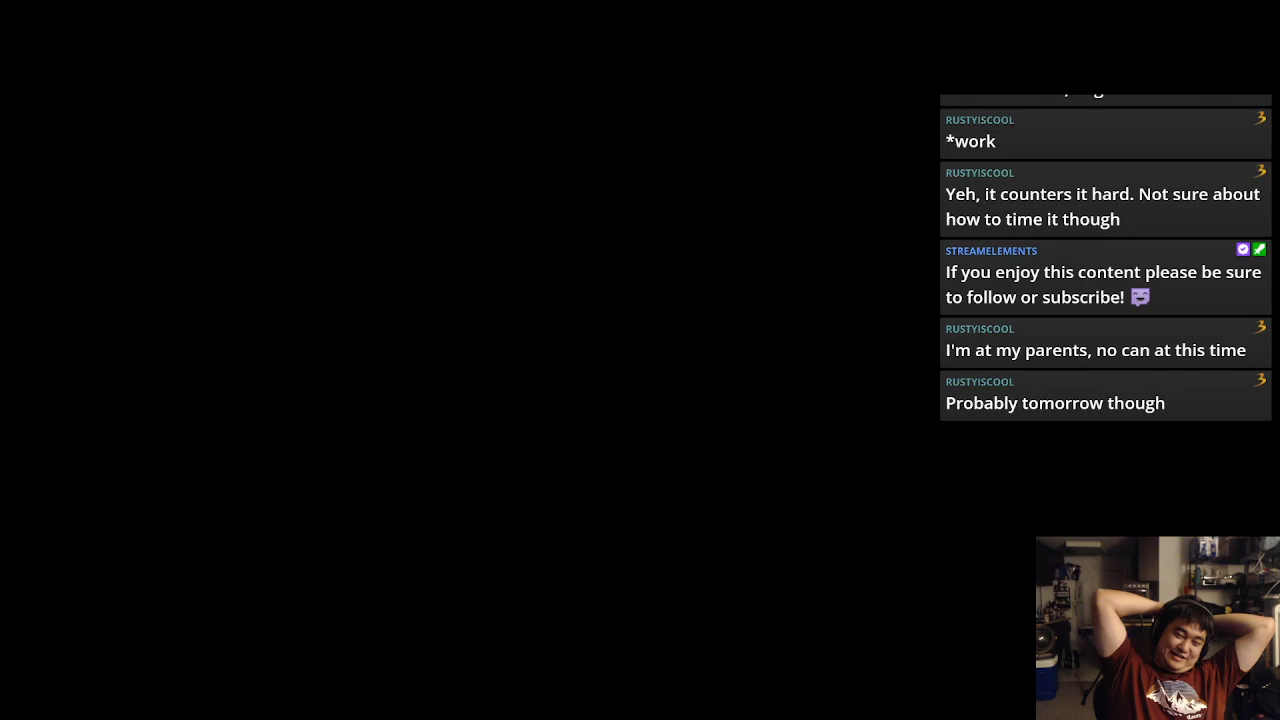 RUSTYISCOOL
*work
RUSTYISCOOL
Yeh, it counters it hard. Not sure about
how to time it though
STREAMELEMENTS
If you enjoy this content please be sure
to follow or subscribe!
RUSTYISCOOL
I'm at my parents, no can at this time
RUSTYISCOOL
Probably tomorrow though